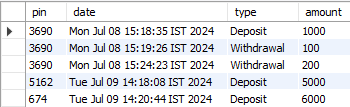 pin date type amount
3690 Mon Jul 08 15:18:35 IST 2024 Deposit 1000
3690 Mon Jul 08 15:19:26 IST 2024 Withdrawal 100
3690 Mon Jul 08 15:24:23 IST 2024 Withdrawal 200
5162 Tue Jul 09 14:18:08 IST 2024 Deposit 5000
674 Tue Jul 09 14:20:44 IST 2024 Deposit 6000